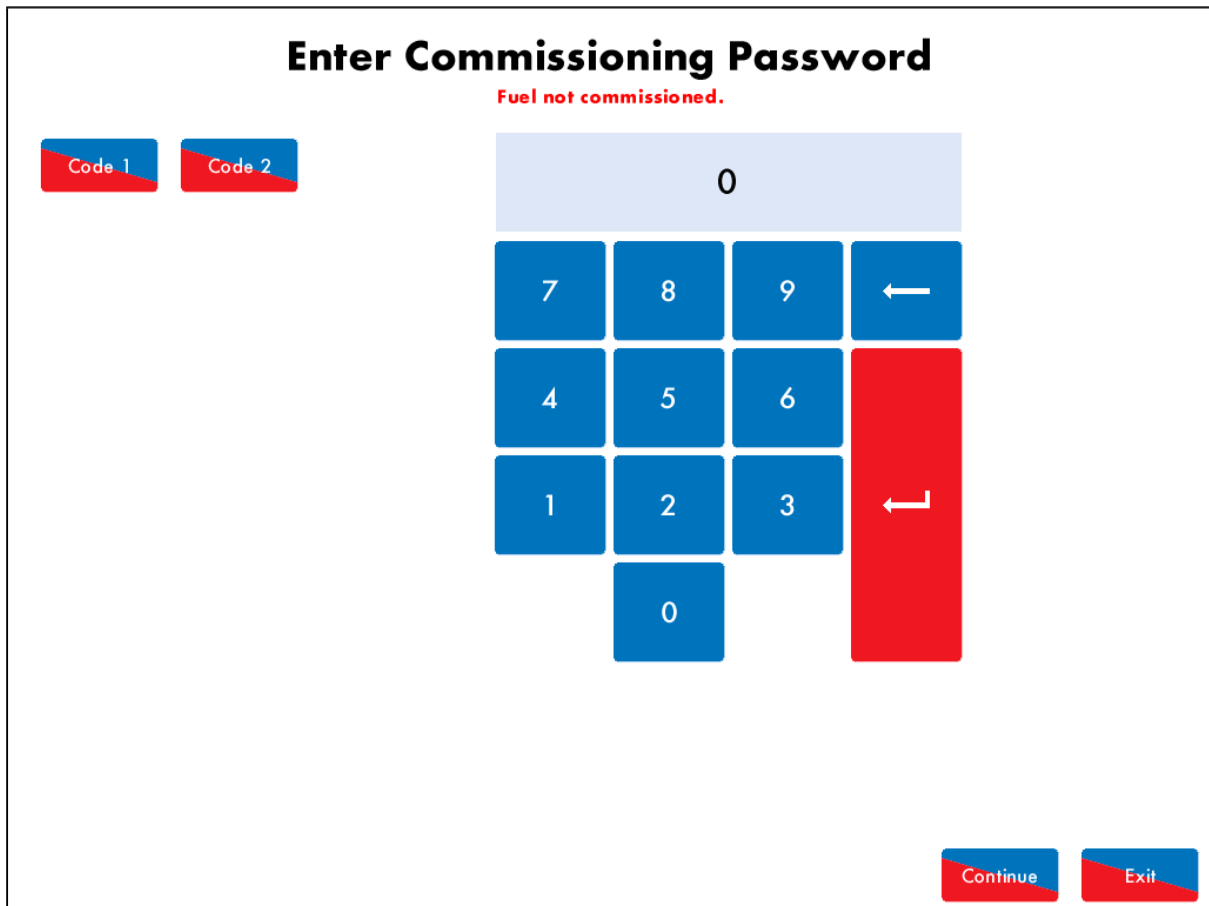 Enter Commissioning Password
Fuel not commissioned.
Code 1 Code 2
0
7 8 9
4 5 6
1 2 3
0
Continue Exit